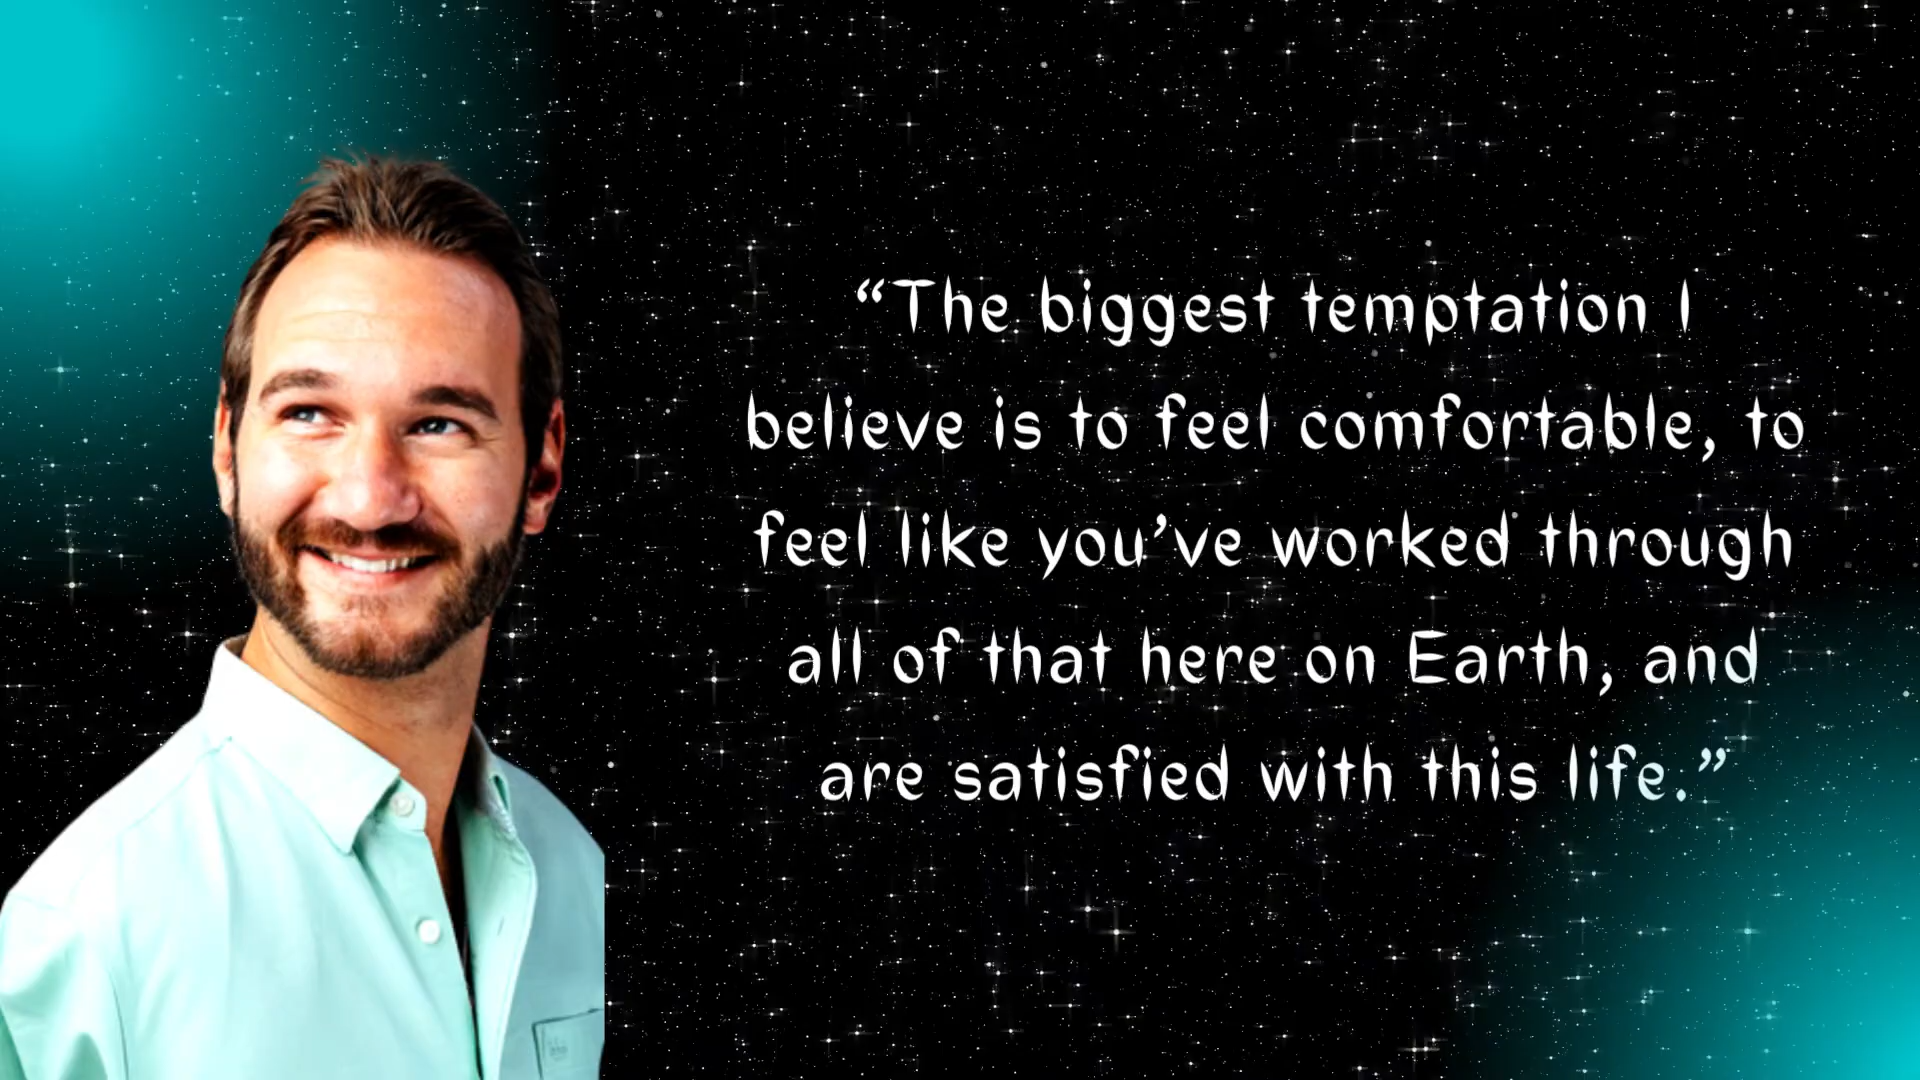 “The biggest temptation I
believe is to feel comfortable, to
feel like you’ve worked through
all of that here on Earth, and
are satisfied with this life.”